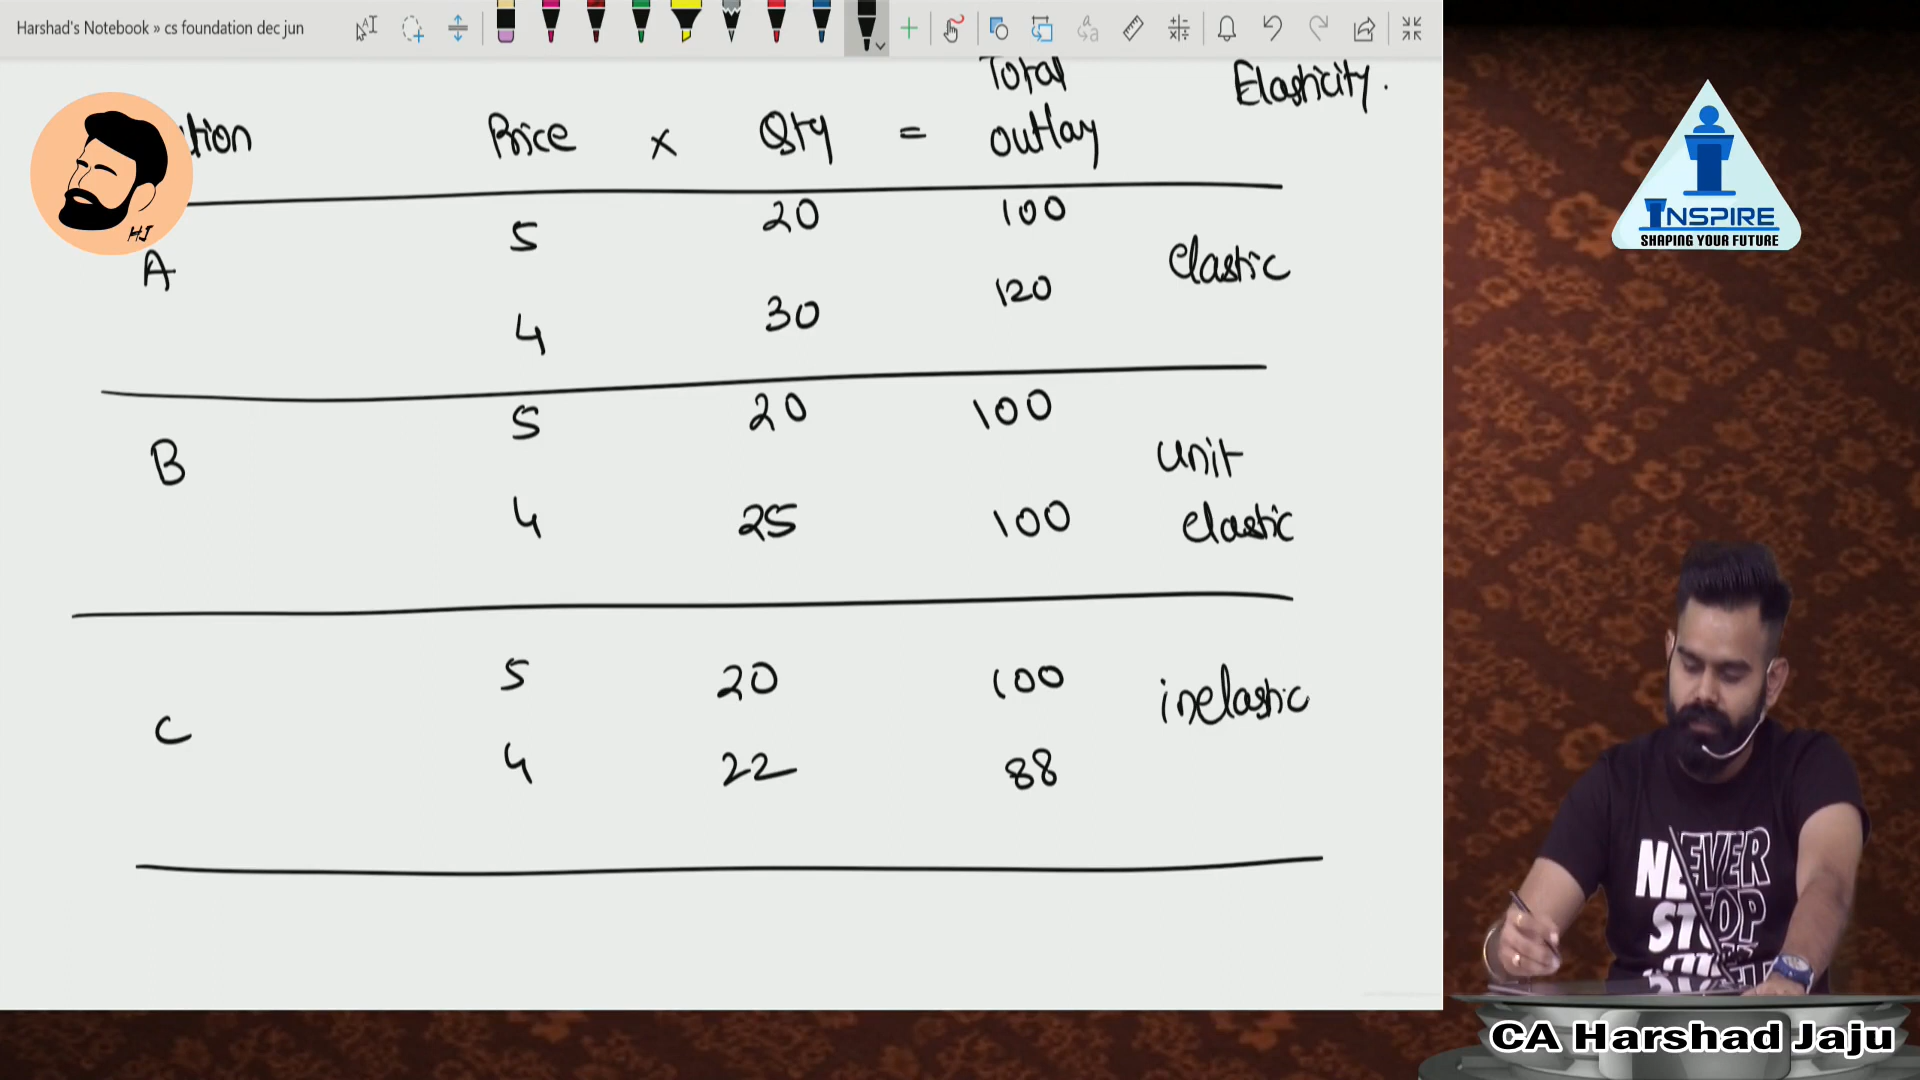 Harshad's Notebook » cs foundation dec jun
Total Elasticity.
Price x Qty = outlay
5 20 100
A elastic
4 30 120
5 20 100
B unit
4 25 100 elastic
5 20 100 inelastic
C
4 22 88
HJ
INSPIRE
SHAPING YOUR FUTURE
NEVER
STOP
CA Harshad Jaju